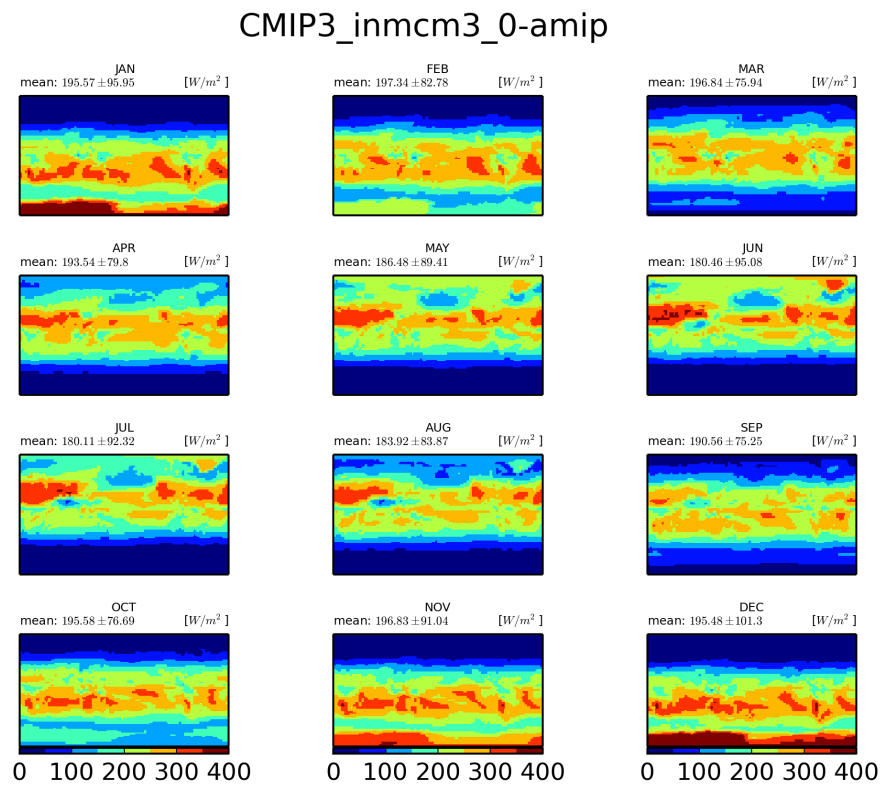 CMIP3_inmcm3_0-amip
JAN FEB MAR
mean: 195.57±95.95 [W/m² ] mean: 197.34±82.78 [W/m² ] mean: 196.84±75.94 [W/m² ]
APR MAY JUN
mean: 193.54±79.8 [W/m² ] mean: 186.48±89.41 [W/m² ] mean: 180.46±95.08 [W/m² ]
JUL AUG SEP
mean: 180.11±92.32 [W/m² ] mean: 183.92±83.87 [W/m² ] mean: 190.56±75.25 [W/m² ]
OCT NOV DEC
mean: 195.58±76.69 [W/m² ] mean: 196.83±91.04 [W/m² ] mean: 195.48±101.3 [W/m² ]
0 100 200 300 400 0 100 200 300 400 0 100 200 300 400